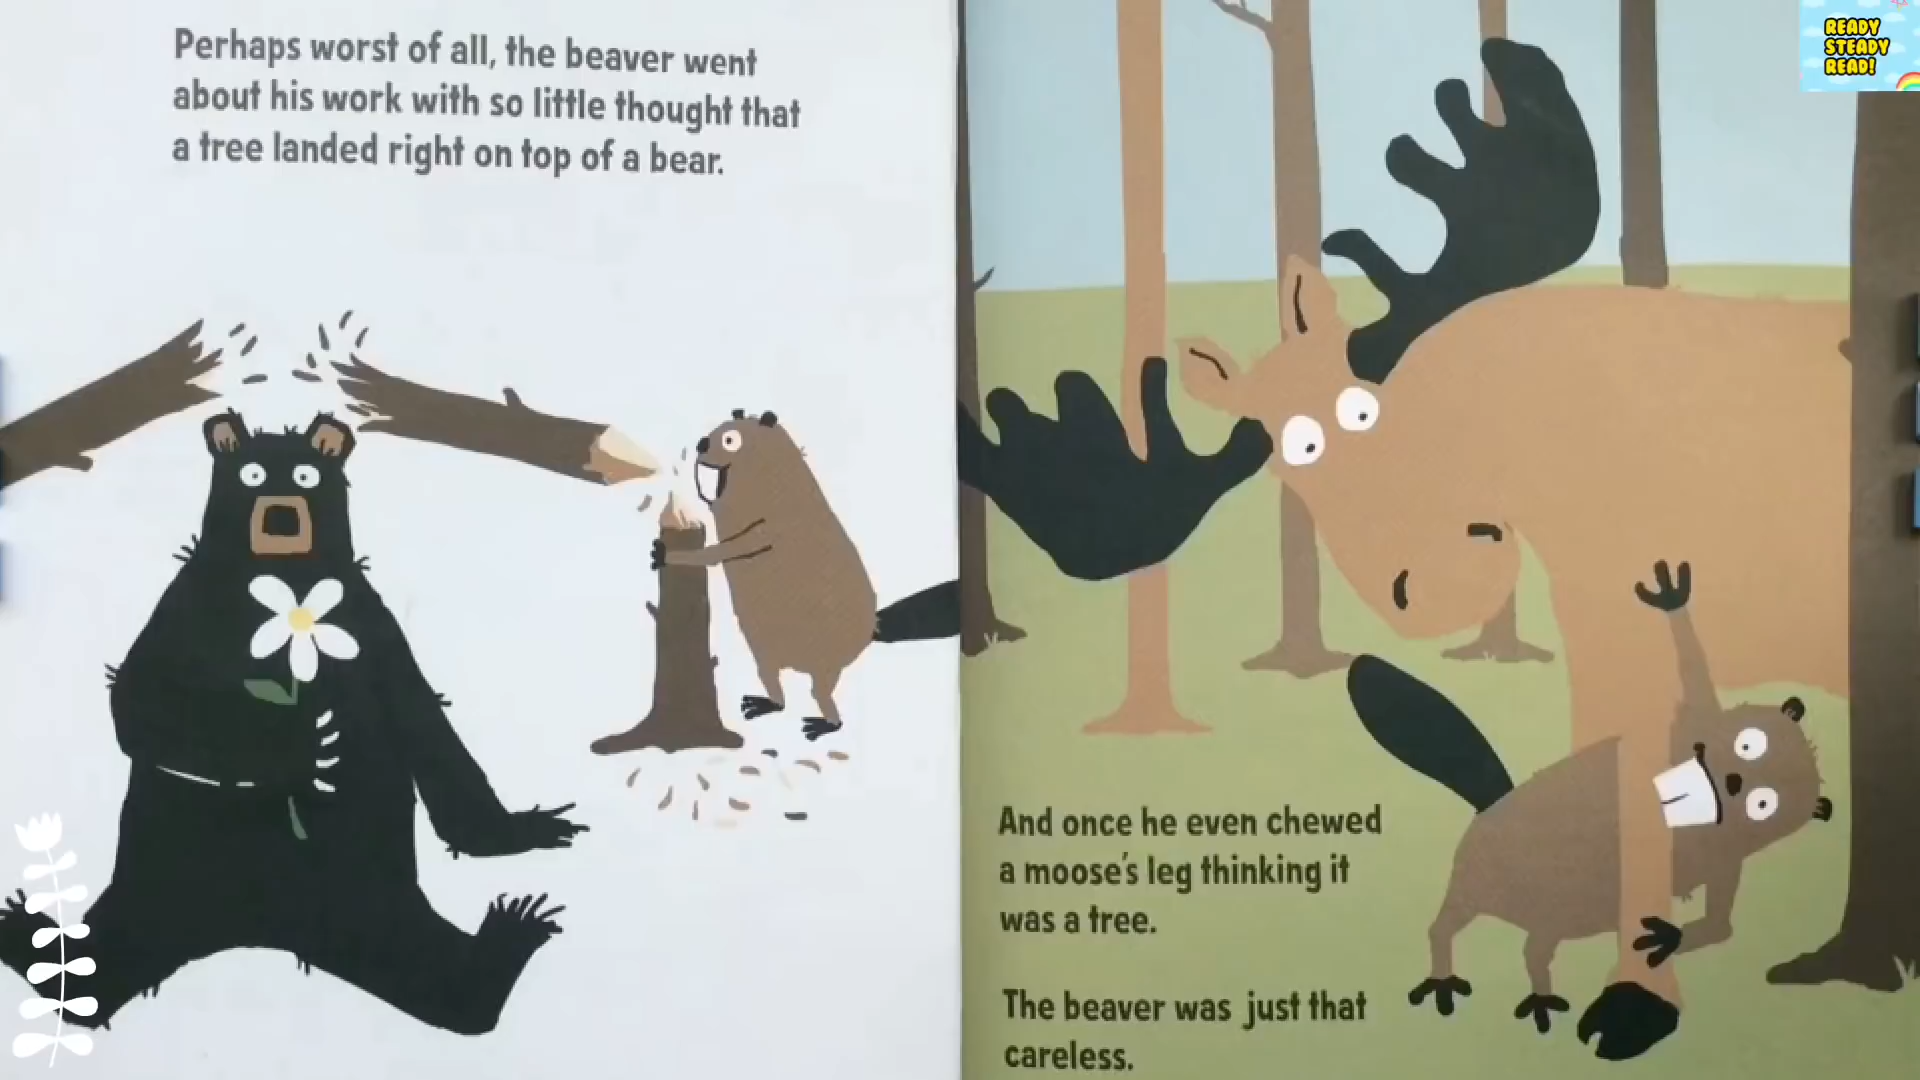 Perhaps worst of all, the beaver went
about his work with so little thought that
a tree landed right on top of a bear.
And once he even chewed
a moose's leg thinking it
was a tree.
The beaver was just that
careless.
READY
STEADY
READ!